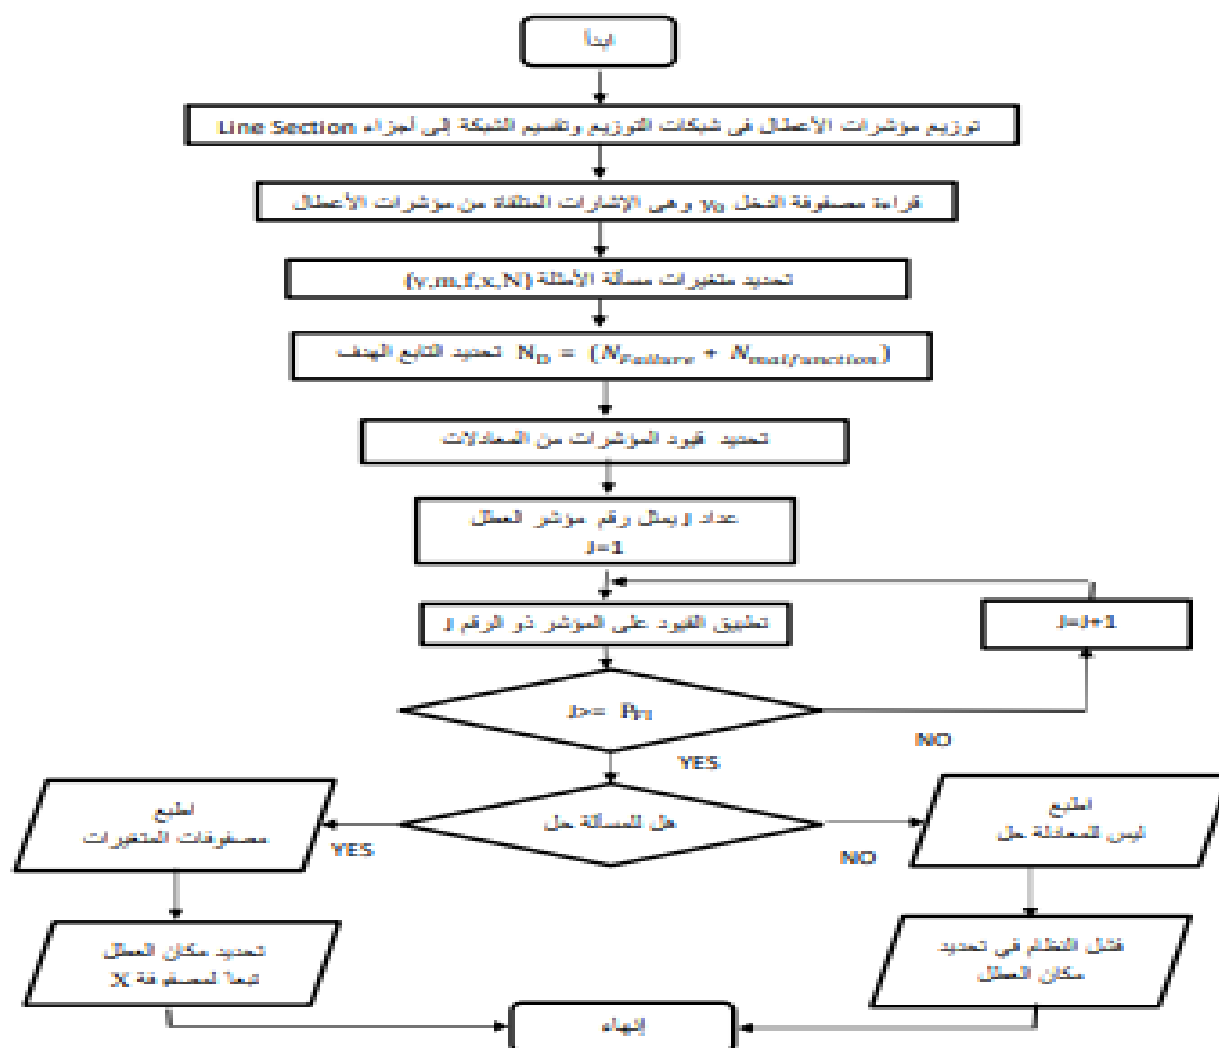 ابدأ
توزيع مؤشرات الأعطال في شبكات التوزيع وتقسيم الشبكة إلى أجزاء Line Section
قراءة مصفوفة الدخل y₀ وهي الإشارات المتلقاة من مؤشرات الأعطال
تحديد متغيرات مسألة الأمثلة (y,m,f,x,N)
تحديد التابع الهدف N_D = (N_Failure + N_malfunction)
تحديد قيود المؤشرات من المعادلات
عداد J يمثل رقم مؤشر العطل
J=1
تطبيق القيود على المؤشر ذو الرقم J
J=J+1
J>= P_FI
NO
YES
هل للمسألة حل
YES
NO
اطبع
مصفوفات المتغيرات
اطبع
ليس للمعادلة حل
تحديد مكان العطل
تبعاً لمصفوفة X
فشل النظام في تحديد
مكان العطل
إنهاء